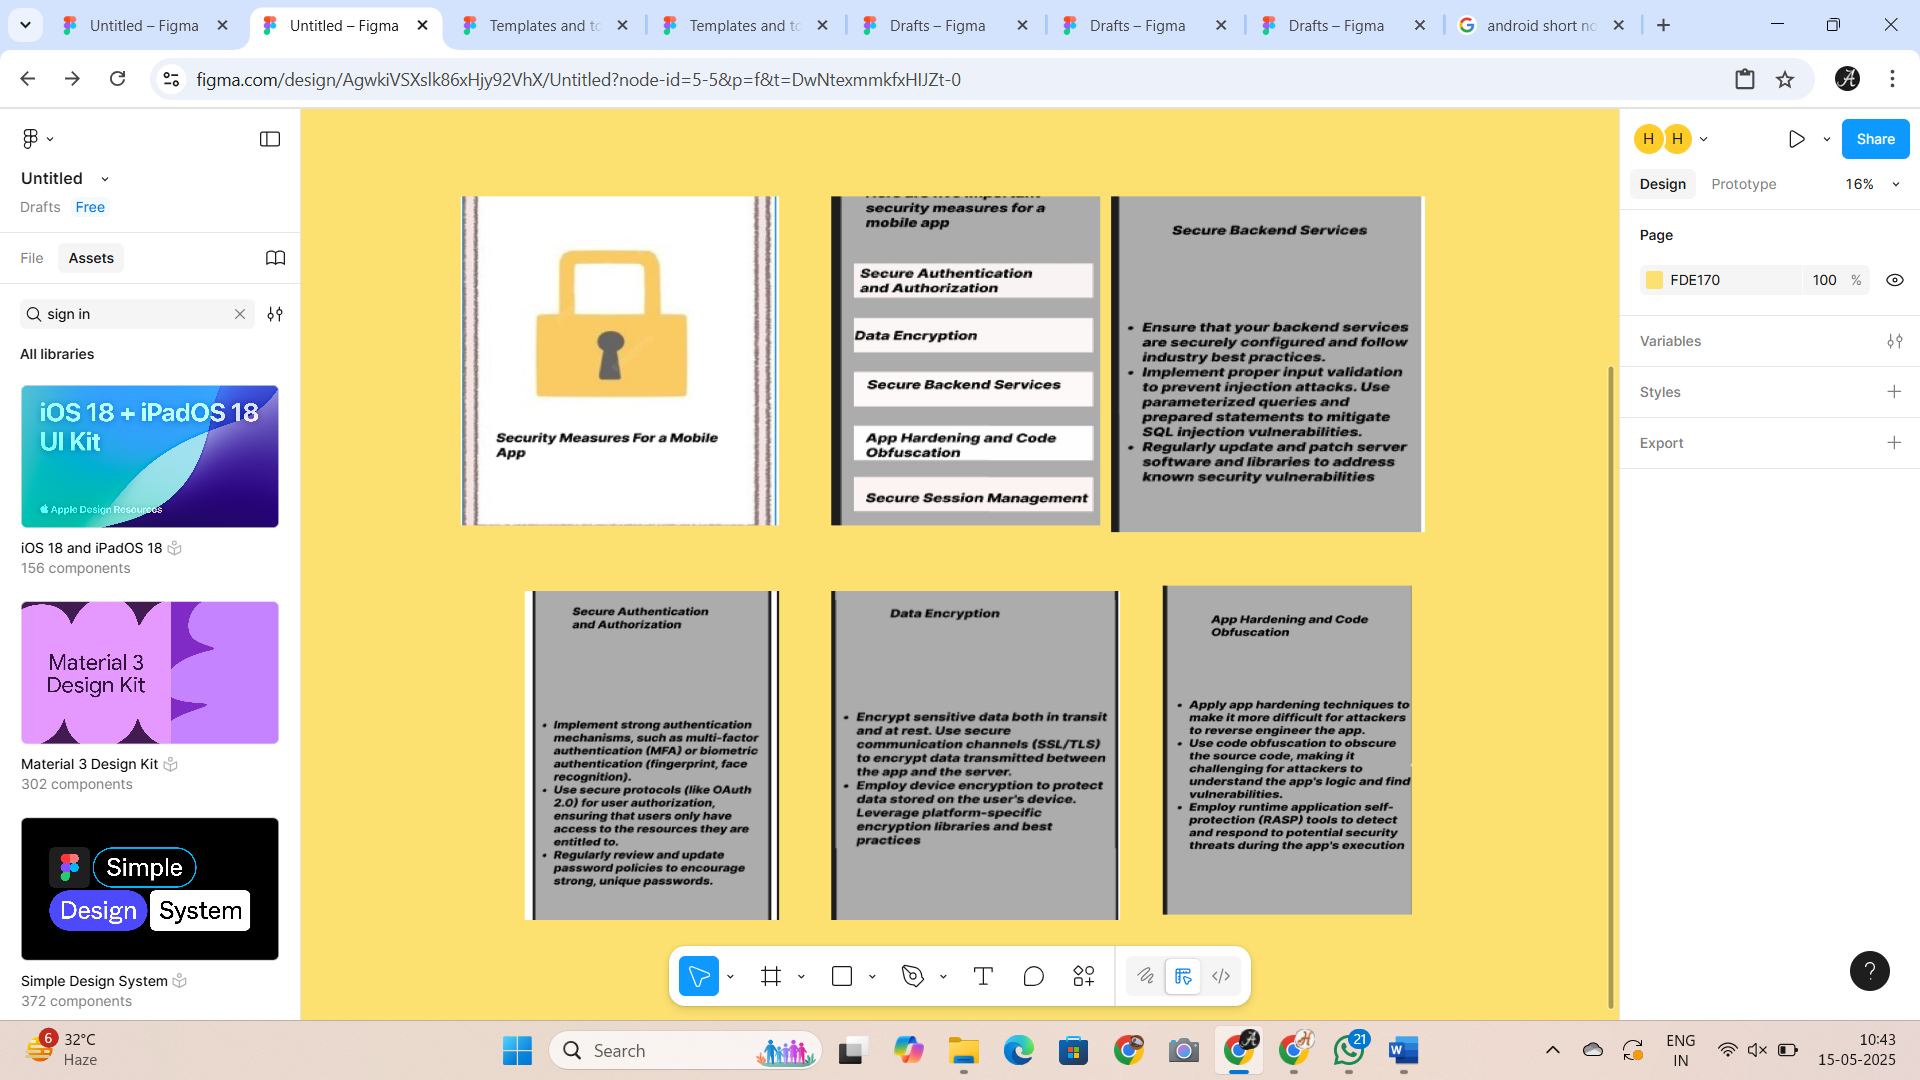 Untitled – Figma
Untitled – Figma
Templates and to
Templates and to
Drafts – Figma
Drafts – Figma
Drafts – Figma
android short no
figma.com/design/AgwkiVSXslk86xHjy92VhX/Untitled?node-id=5-5&p=f&t=DwNtexmmkfxHIJZt-0
Untitled
Drafts
Free
File
Assets
sign in
All libraries
iOS 18 + iPadOS 18
UI Kit
Apple Design Resources
iOS 18 and iPadOS 18
156 components
Material 3
Design Kit
Material 3 Design Kit
302 components
Simple
Design
System
Simple Design System
372 components
Security Measures For a Mobile
App
security measures for a
mobile app
Secure Authentication
and Authorization
Data Encryption
Secure Backend Services
App Hardening and Code
Obfuscation
Secure Session Management
Secure Backend Services
• Ensure that your backend services
are securely configured and follow
industry best practices.
• Implement proper input validation
to prevent injection attacks. Use
parameterized queries and
prepared statements to mitigate
SQL injection vulnerabilities.
• Regularly update and patch server
software and libraries to address
known security vulnerabilities
Secure Authentication
and Authorization
• Implement strong authentication
mechanisms, such as multi-factor
authentication (MFA) or biometric
authentication (fingerprint, face
recognition).
• Use secure protocols (like OAuth
2.0) for user authorization,
ensuring that users only have
access to the resources they are
entitled to.
• Regularly review and update
password policies to encourage
strong, unique passwords.
Data Encryption
• Encrypt sensitive data both in transit
and at rest. Use secure
communication channels (SSL/TLS)
to encrypt data transmitted between
the app and the server.
• Employ device encryption to protect
data stored on the user's device.
Leverage platform-specific
encryption libraries and best
practices
App Hardening and Code
Obfuscation
• Apply app hardening techniques to
make it more difficult for attackers
to reverse engineer the app.
• Use code obfuscation to obscure
the source code, making it
challenging for attackers to
understand the app's logic and find
vulnerabilities.
• Employ runtime application self-
protection (RASP) tools to detect
and respond to potential security
threats during the app's execution
H
H
Share
Design
Prototype
16%
Page
FDE170
100
%
Variables
Styles
Export
?
6
32°C
Haze
Search
21
ENG
IN
10:43
15-05-2025